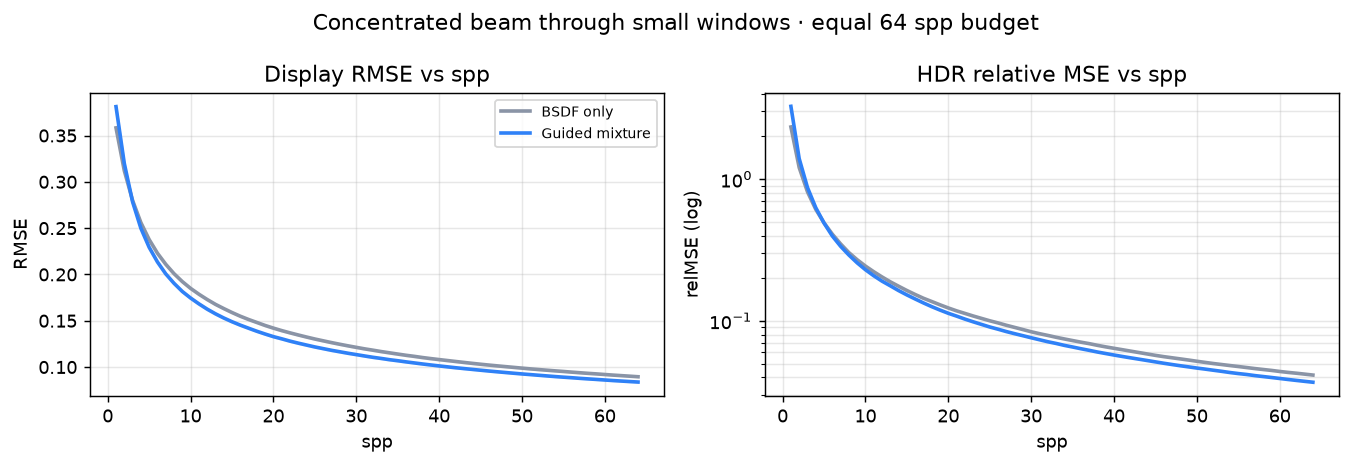 Concentrated beam through small windows · equal 64 spp budget
Display RMSE vs spp
RMSE
0.35
0.30
0.25
0.20
0.15
0.10
0
10
20
30
40
50
60
spp
BSDF only
Guided mixture
HDR relative MSE vs spp
relMSE (log)
10⁰
10⁻¹
0
10
20
30
40
50
60
spp